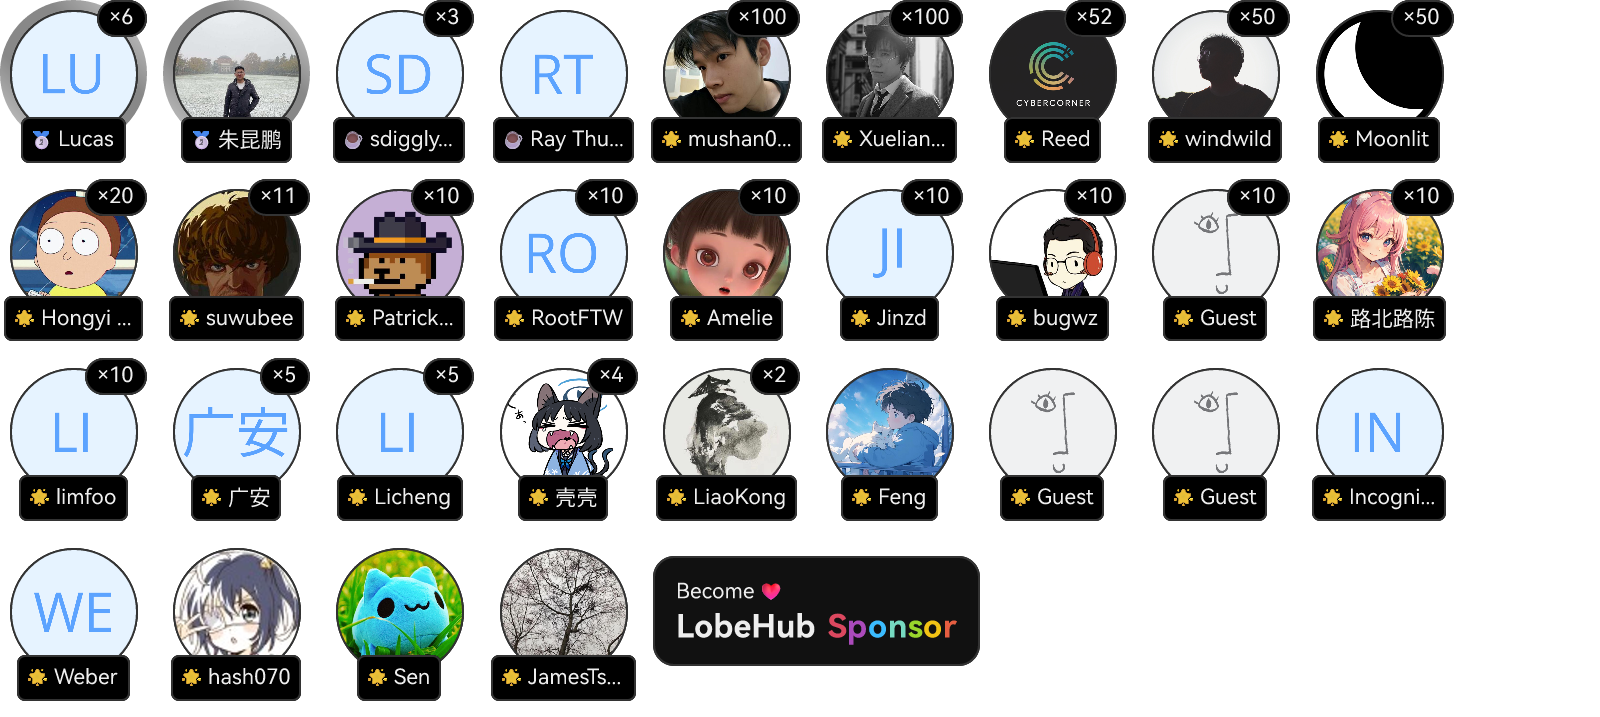 ×6
×3
×100
×100
×52
×50
×50
LU
SD
RT
CYBERCORNER
Lucas
朱昆鹏
sdiggly...
Ray Thu...
mushan0...
Xuelian...
Reed
windwild
Moonlit
×20
×11
×10
×10
×10
×10
×10
×10
×10
RO
JI
Hongyi ...
suwubee
Patrick...
RootFTW
Amelie
Jinzd
bugwz
Guest
路北路陈
×10
×5
×5
×4
×2
LI
广安
LI
IN
limfoo
广安
Licheng
壳壳
LiaoKong
Feng
Guest
Guest
Incogni...
WE
Weber
hash070
Sen
JamesTs...
Become
LobeHub Sponsor